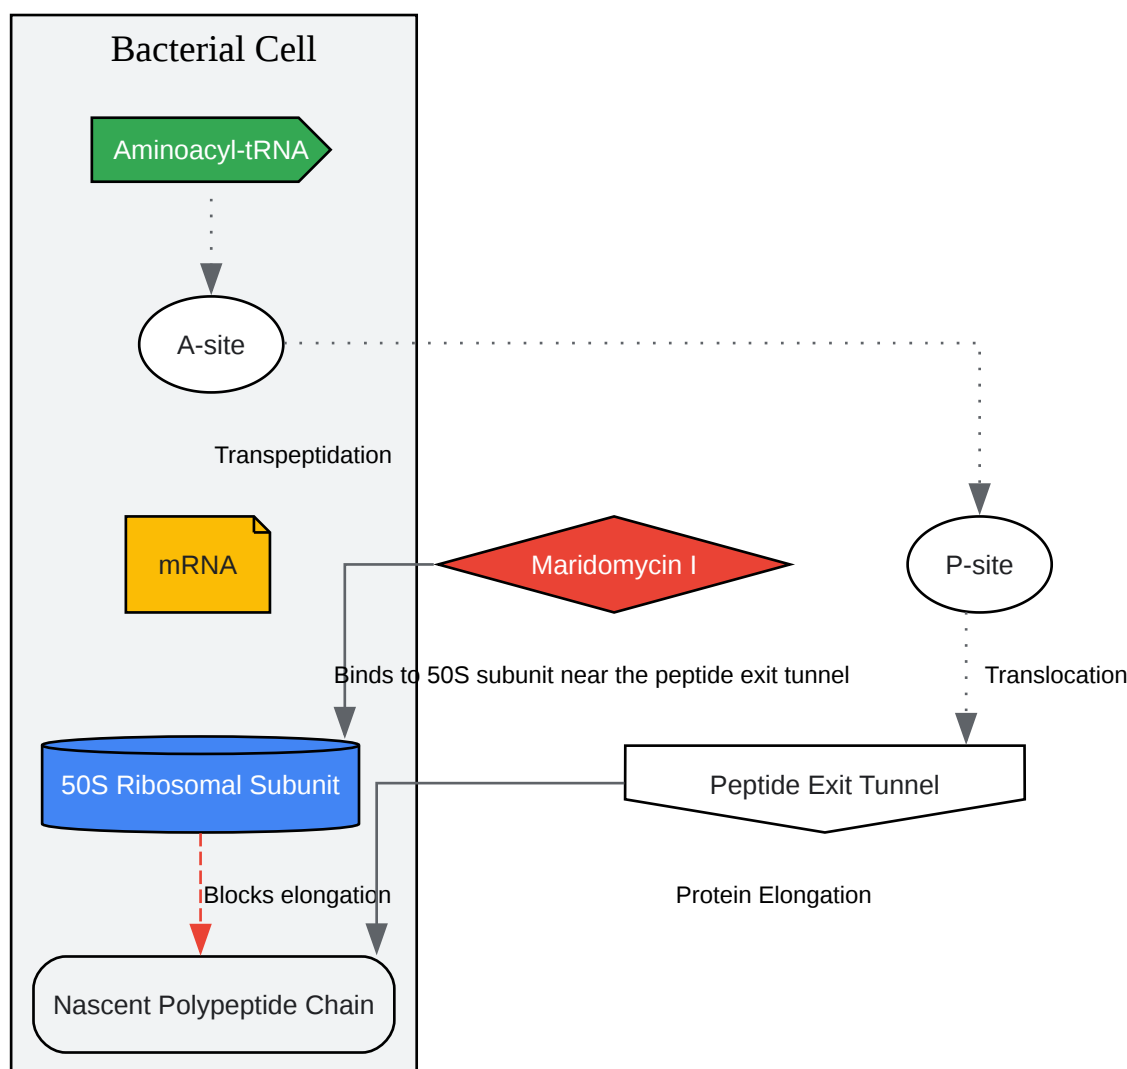 Bacterial Cell
Aminoacyl-tRNA
A-site
Transpeptidation
mRNA
Maridomycin I
P-site
Binds to 50S subunit near the peptide exit tunnel
Translocation
50S Ribosomal Subunit
Peptide Exit Tunnel
Blocks elongation
Protein Elongation
Nascent Polypeptide Chain